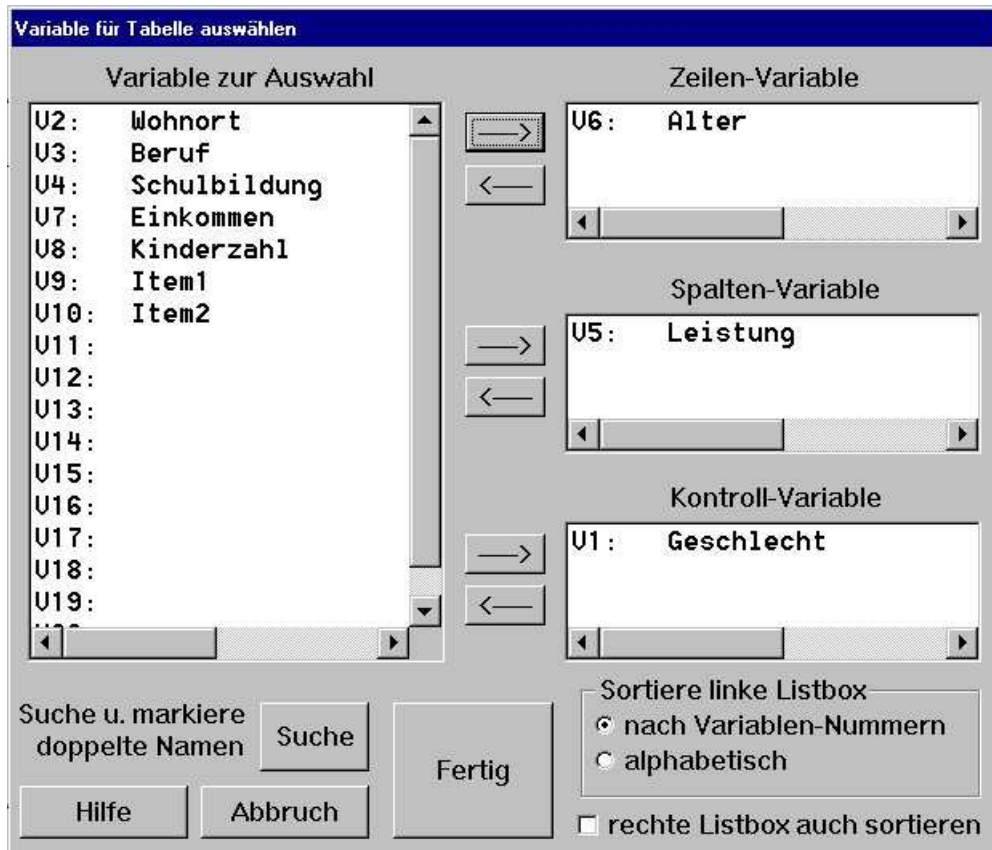 Variable für Tabelle auswählen
Variable zur Auswahl
V2: Wohnort
V3: Beruf
V4: Schulbildung
V7: Einkommen
V8: Kinderzahl
V9: Item1
V10: Item2
V11:
V12:
V13:
V14:
V15:
V16:
V17:
V18:
V19:
Zeilen-Variable
V6: Alter
Spalten-Variable
V5: Leistung
Kontroll-Variable
V1: Geschlecht
Suche u. markiere
doppelte Namen
Suche
Hilfe
Abbruch
Fertig
Sortiere linke Listbox
nach Variablen-Nummern
alphabetisch
rechte Listbox auch sortieren